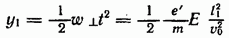 y₁ = 1/2 w ⊥ t² = 1/2 e′/m E l₁²/v₀²